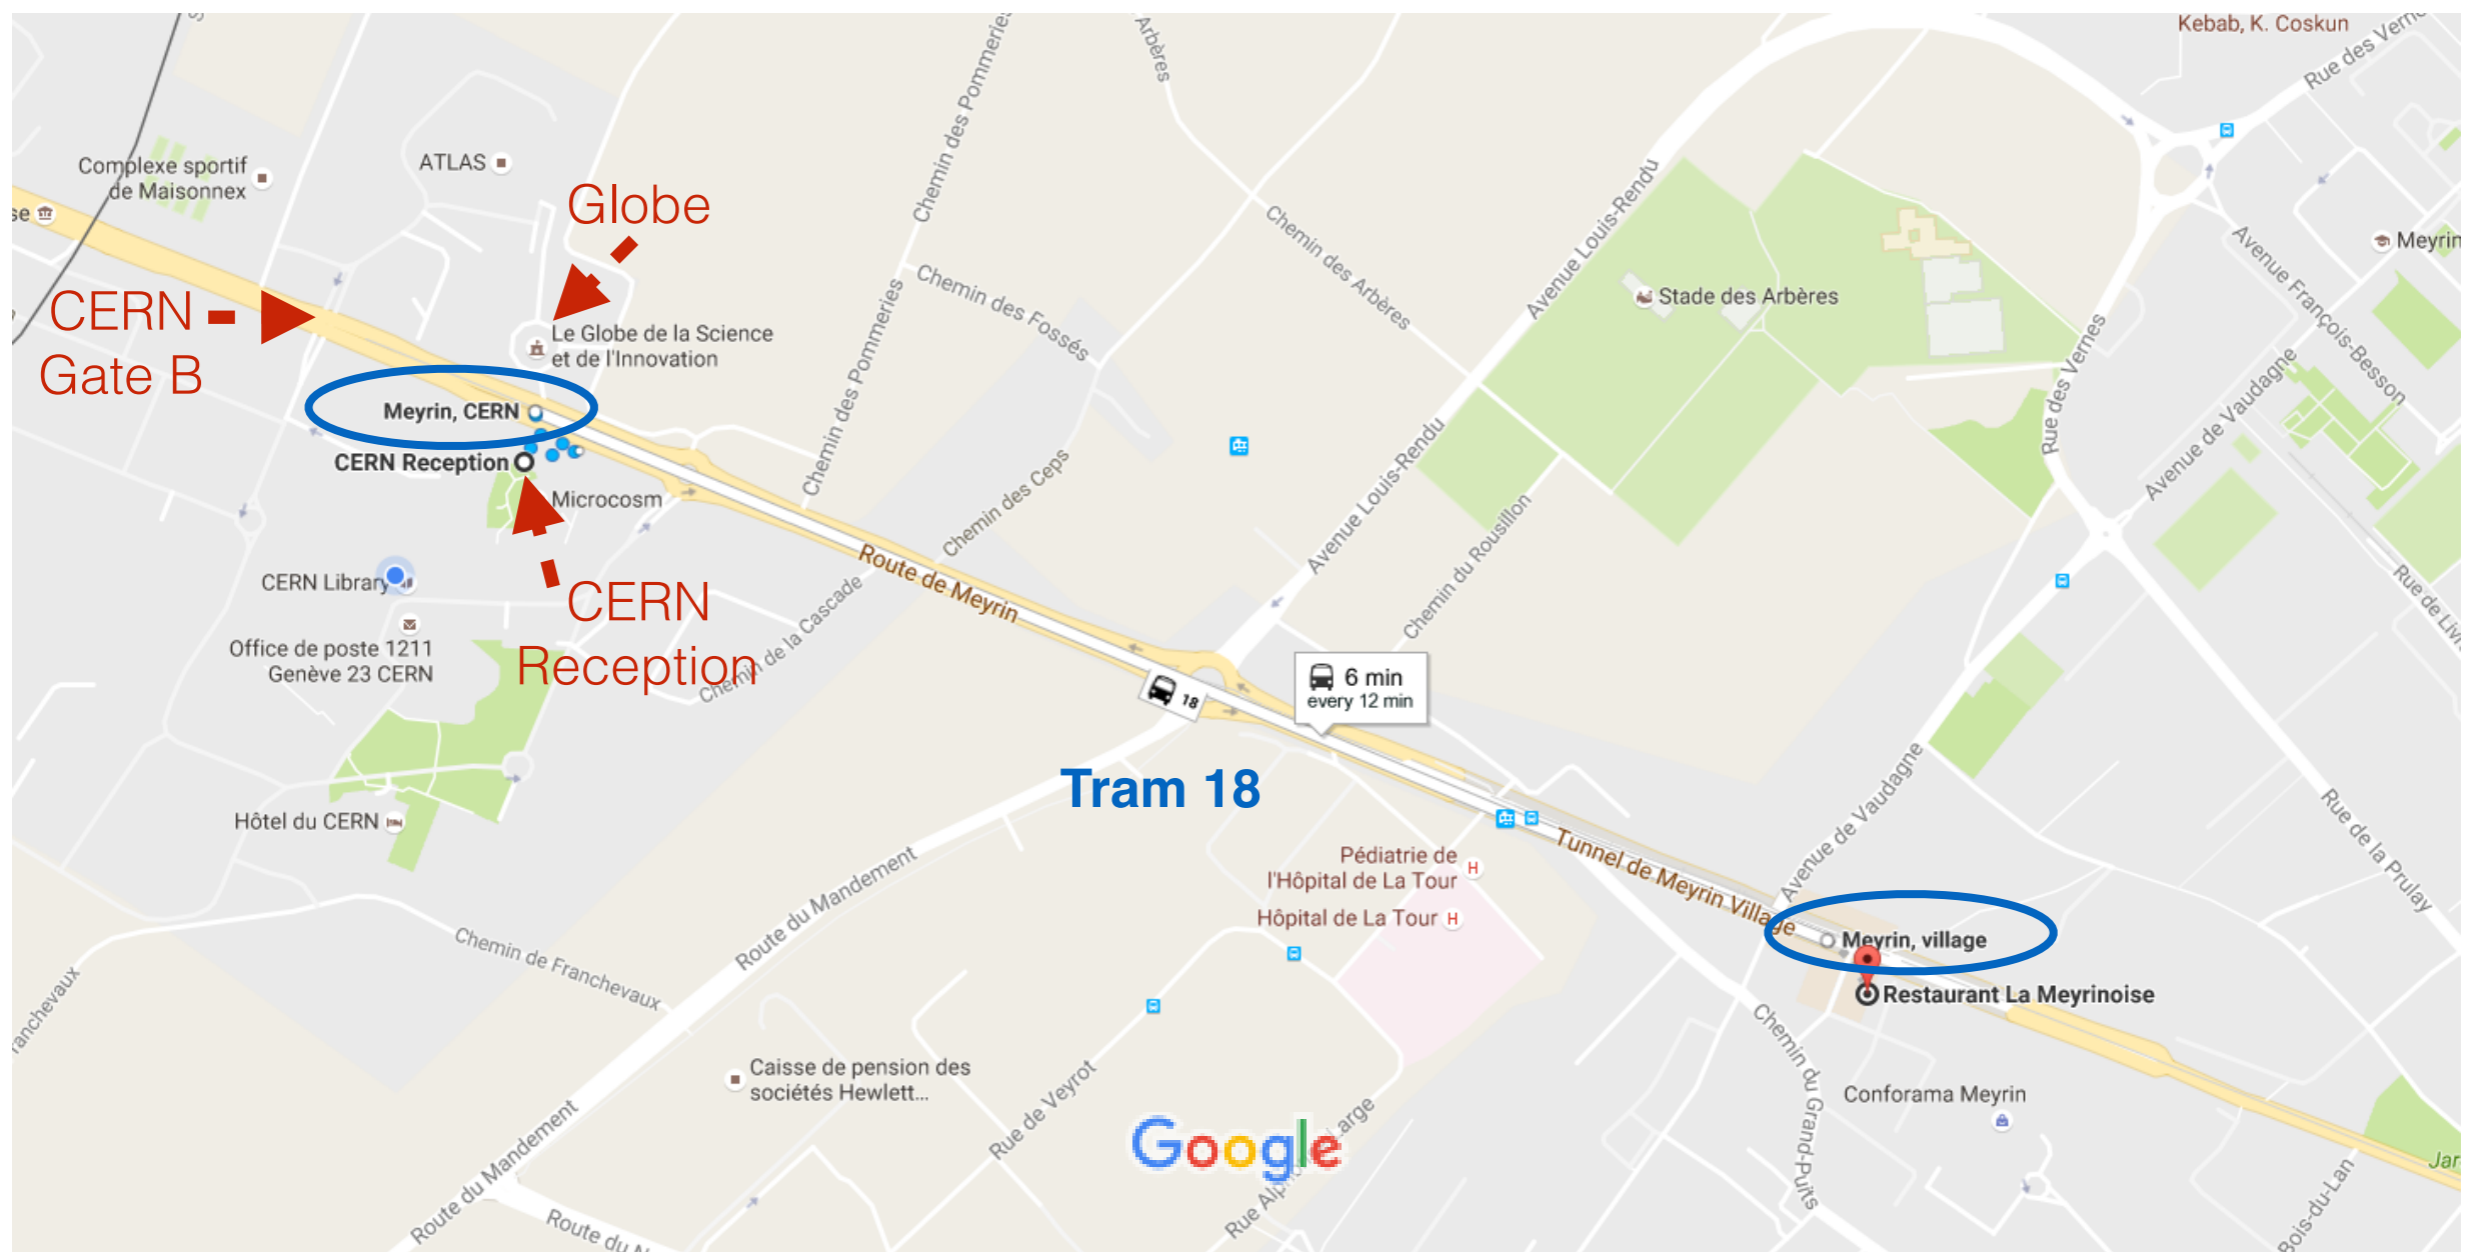 Kebab, K. Coskun
Rue des Verne
Arbères
Chemin des Pommeries
Complexe sportif
de Maisonnex
ATLAS
Globe
se
Chemin des Arbères
Avenue Louis-Rendu
Stade des Arbères
Meyrin
Avenue François-Besson
Chemin des Fossés
CERN
Gate B
Le Globe de la Science
et de l'Innovation
Chemin des Pommeries
Rue des Vernes
Avenue de Vaudagne
Meyrin, CERN
CERN Reception
Microcosm
Chemin des Ceps
Avenue Louis-Rendu
Chemin du Rousillon
Route de Meyrin
CERN Library
CERN
Reception
Chemin de la Cascade
Office de poste 1211
Genève 23 CERN
Rue de Livr
18
6 min
every 12 min
Tram 18
Hôtel du CERN
Tunnel de Meyrin Village
Avenue de Vaudagne
Rue de la Prulay
Pédiatrie de
l'Hôpital de La Tour
H
Hôpital de La Tour H
Route du Mandement
Chemin de Franchevaux
ranchevaux
Meyrin, village
Restaurant La Meyrinoise
Caisse de pension des
sociétés Hewlett...
Rue de Veyrot
Chemin du Grand-Puits
Conforama Meyrin
Google
Route du Mandement
Route du N
Bois-du-Lan
Jar